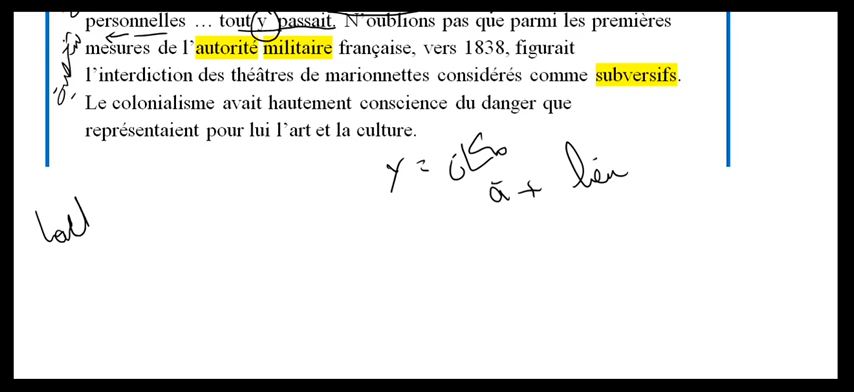 personnelles … tout y passait. N’oublions pas que parmi les premières
mesures de l’autorité militaire française, vers 1838, figurait
l’interdiction des théâtres de marionnettes considérés comme subversifs.
Le colonialisme avait hautement conscience du danger que
représentaient pour lui l’art et la culture.
y = مكان
à + lieu